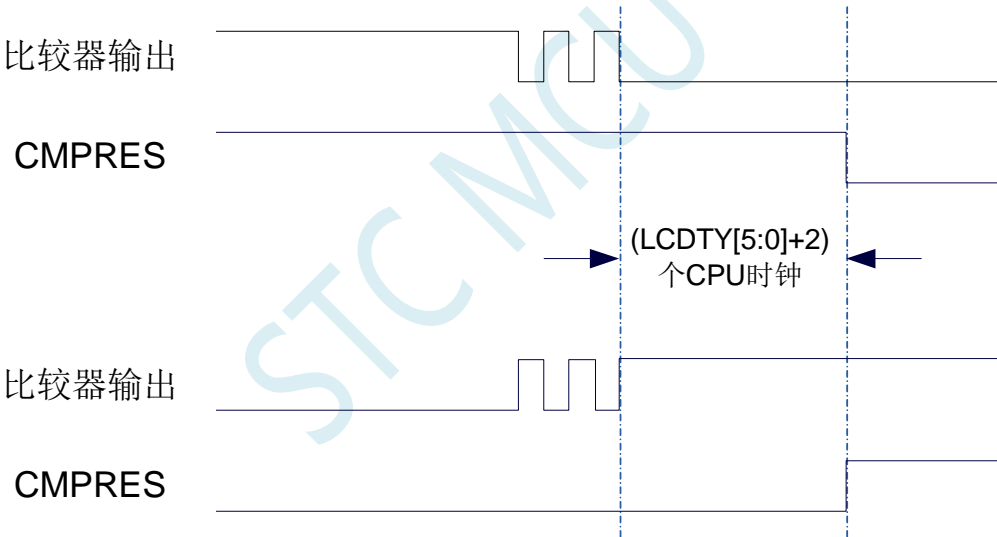 比较器输出
CMPRES
(LCDTY[5:0]+2)
个CPU时钟
比较器输出
CMPRES
STC MCU